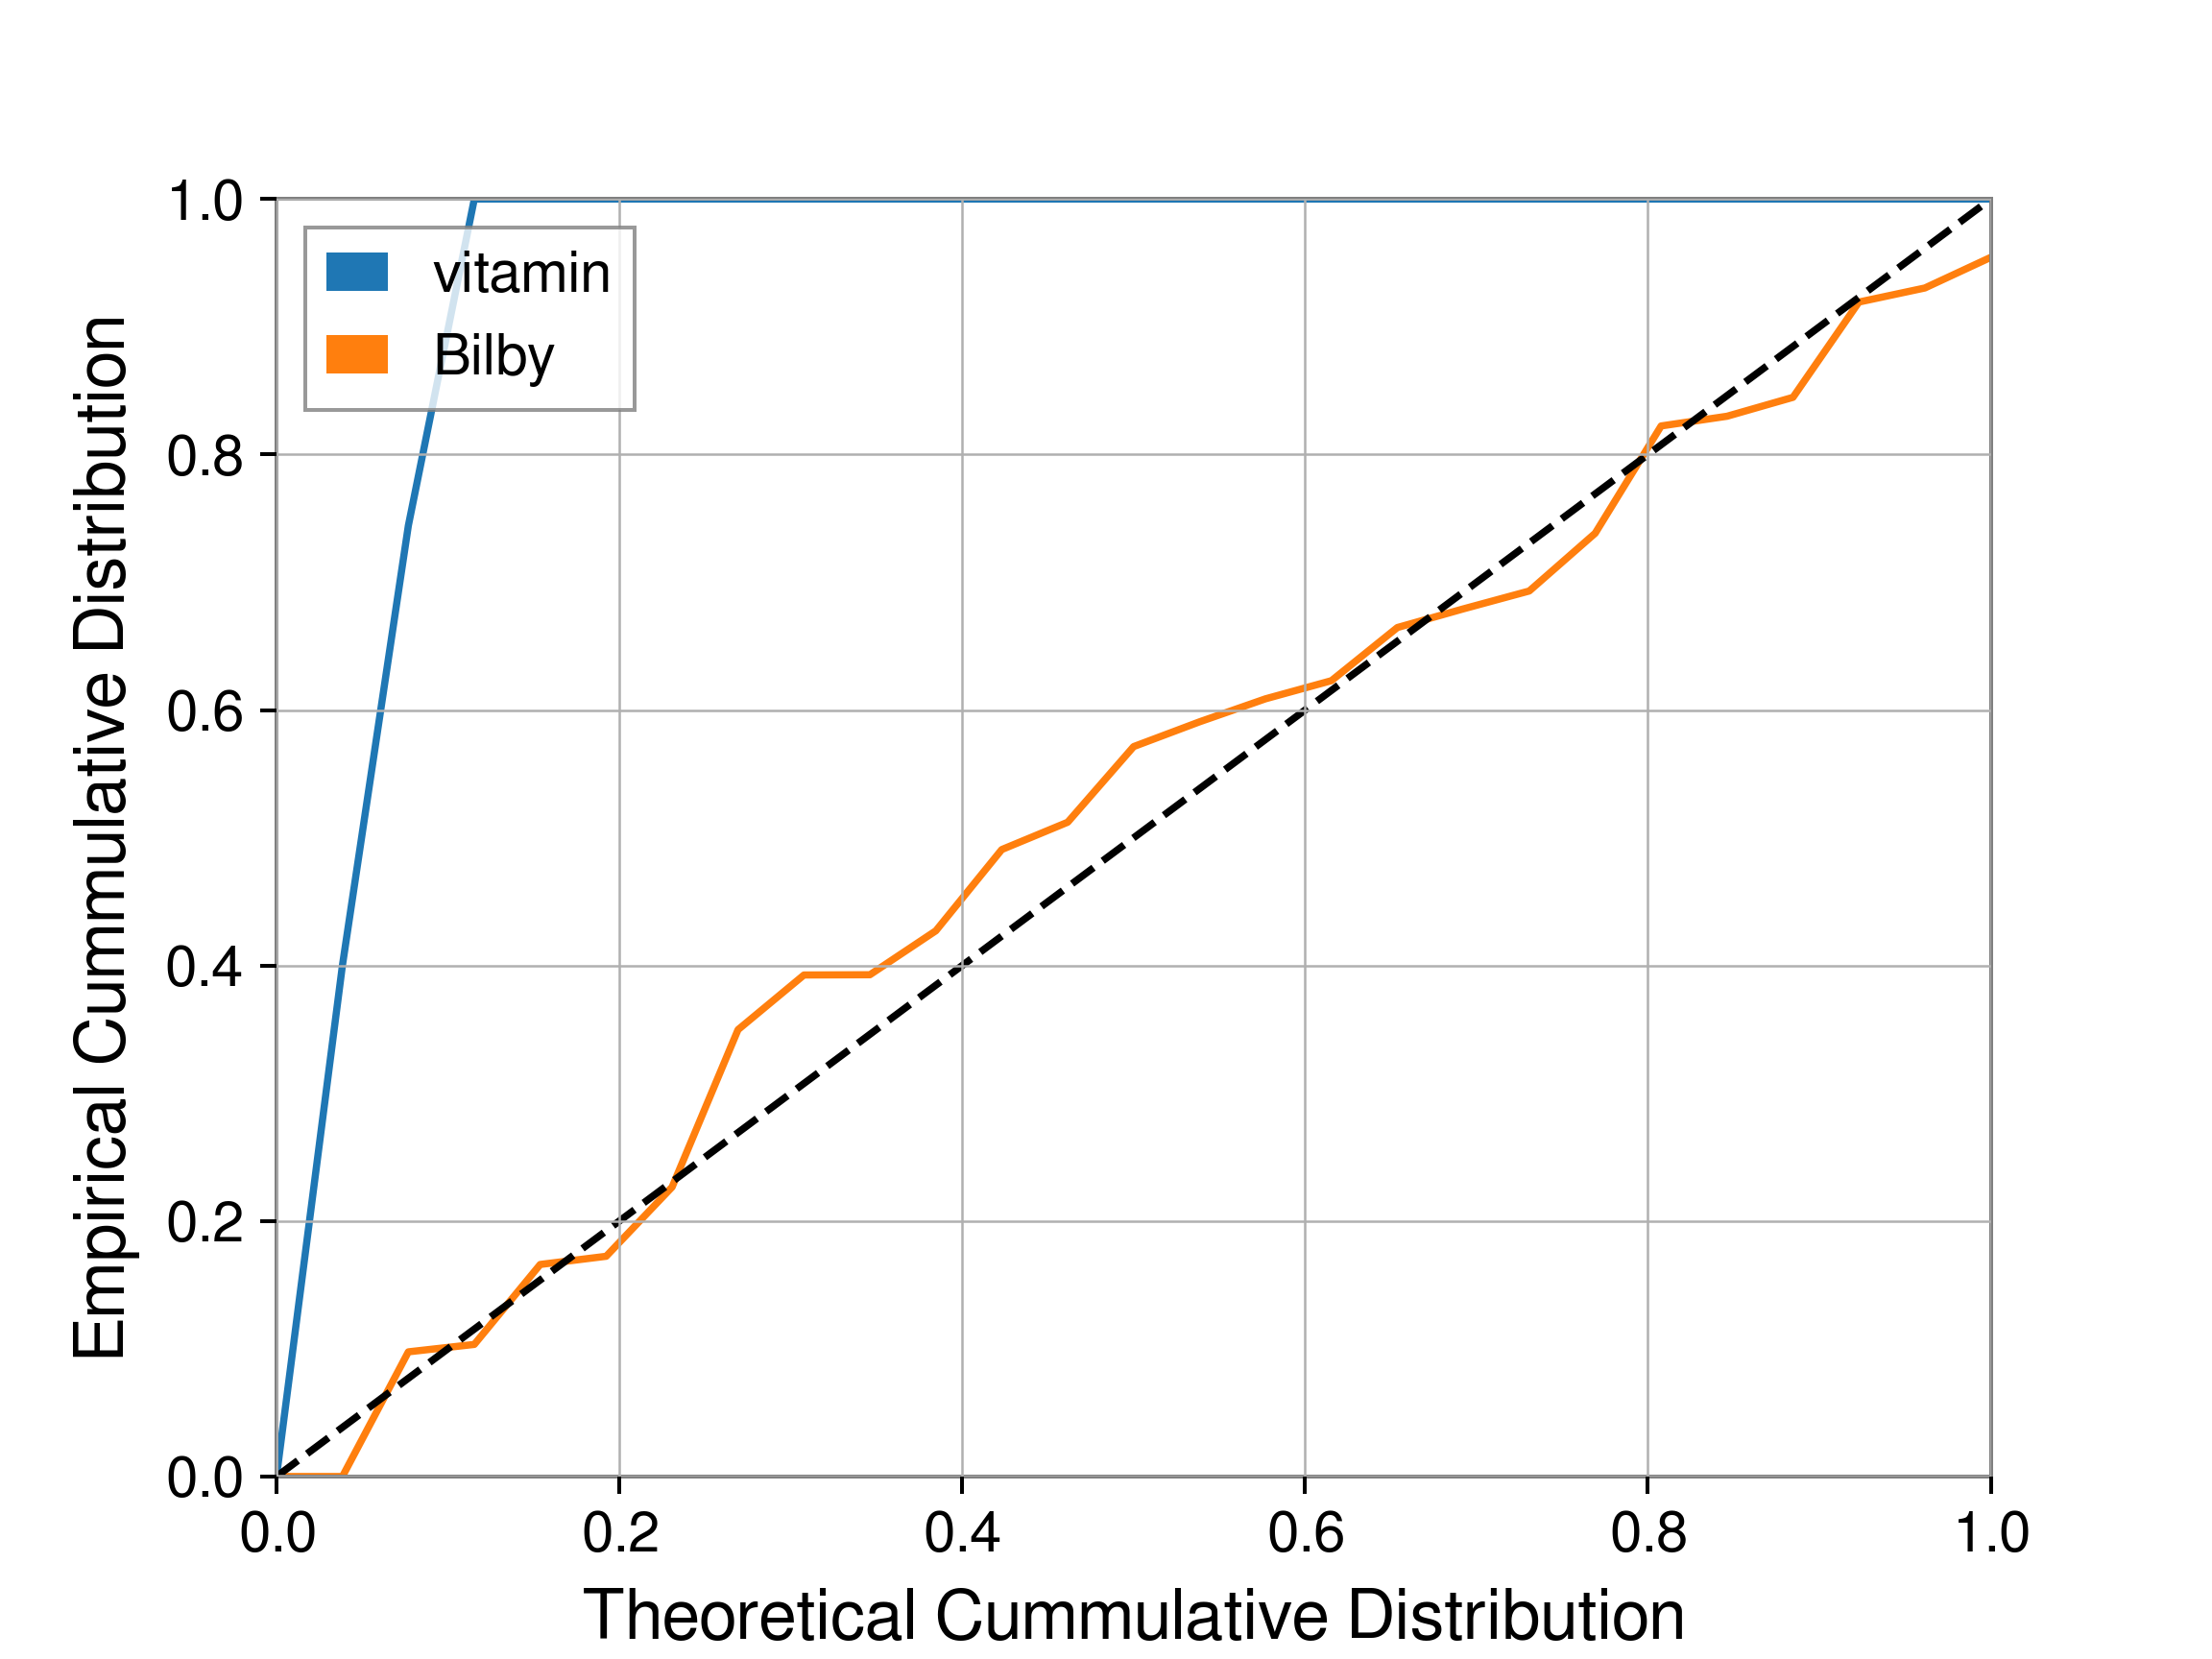 1.0
0.8
0.6
0.4
0.2
0.0
0.0 0.2 0.4 0.6 0.8 1.0
vitamin
Bilby
Empirical Cummulative Distribution
Theoretical Cummulative Distribution